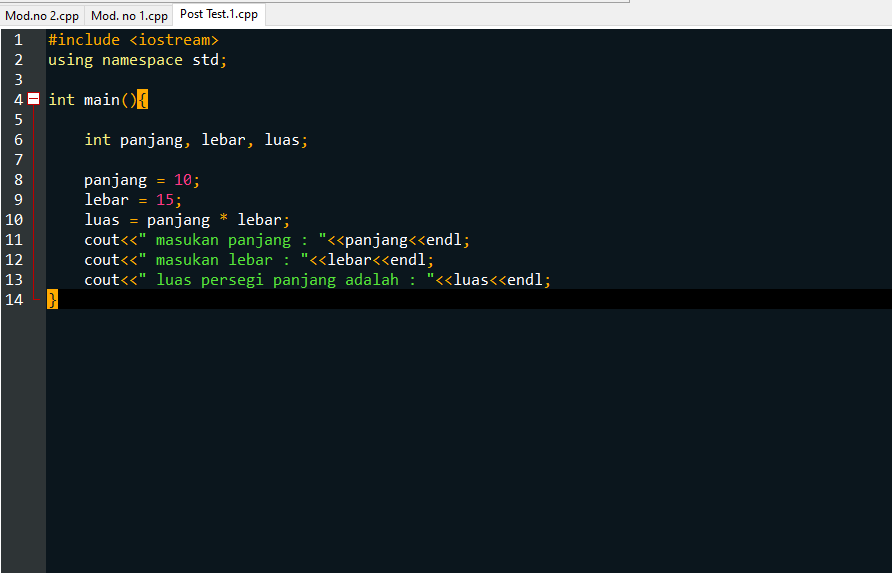 Mod.no 2.cpp Mod. no 1.cpp Post Test.1.cpp
1 #include <iostream>
2 using namespace std;
3
4 int main(){
5
6 int panjang, lebar, luas;
7
8 panjang = 10;
9 lebar = 15;
10 luas = panjang * lebar;
11 cout<<" masukan panjang : "<<panjang<<endl;
12 cout<<" masukan lebar : "<<lebar<<endl;
13 cout<<" luas persegi panjang adalah : "<<luas<<endl;
14 }